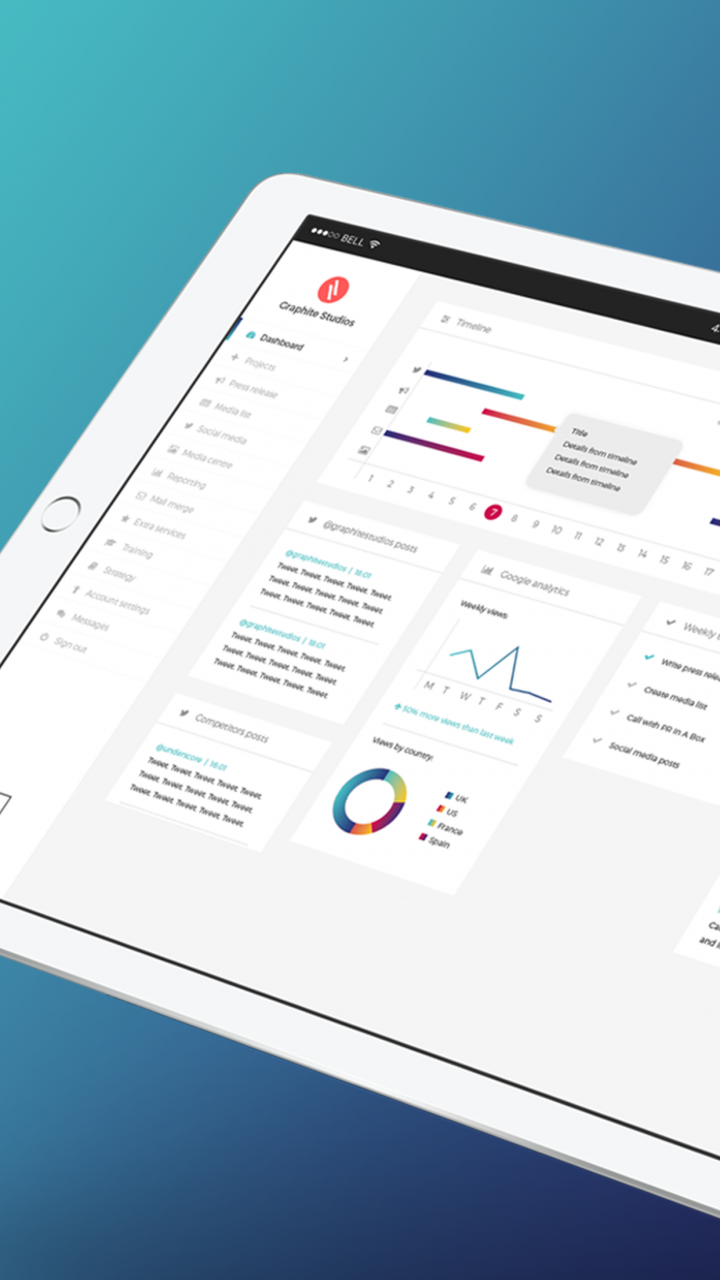 BELL
4
Graphite Studios
Dashboard
Projects
Press release
Media list
Social media
Media centre
Reporting
Mail merge
Extra services
Training
Strategy
Account settings
Messages
Sign out
Timeline
Title
Details from timeline
Details from timeline
Details from timeline
1 2 3 4 5 6 7 8 9 10 11 12 13 14 15 16 17
@graphitestudios posts
@graphitestudios | 18:01
Tweet, Tweet, Tweet, Tweet, Tweet,
Tweet, Tweet, Tweet, Tweet, Tweet,
Tweet, Tweet, Tweet, Tweet, Tweet.
@graphitestudios | 18:01
Tweet, Tweet, Tweet, Tweet, Tweet,
Tweet, Tweet, Tweet, Tweet, Tweet,
Tweet, Tweet, Tweet, Tweet, Tweet.
Competitors posts
@underscore | 18:01
Tweet, Tweet, Tweet, Tweet, Tweet,
Tweet, Tweet, Tweet, Tweet, Tweet,
Tweet, Tweet, Tweet, Tweet, Tweet.
Google analytics
Weekly views:
M T W T F S S
50% more views than last week
Views by country:
UK
US
France
Spain
Weekly
Write press
Create media list
Call with PR In A Box
Social media posts
and